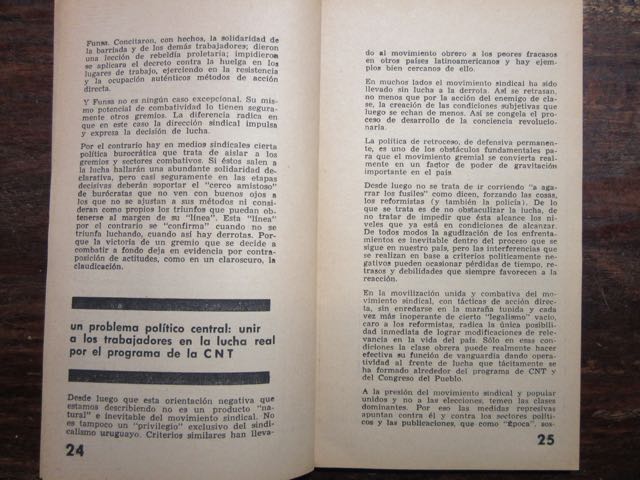 Funsa. Concitaron, con hechos, la solidaridad de
la barriada y de los demás trabajadores; dieron
una lección de rebeldía proletaria; impidieron
se aplicara el decreto contra la huelga en los
lugares de trabajo, ejerciendo en la resistencia
y la ocupación auténticos métodos de acción
directa.
Y Funsa no es ningún caso excepcional. Su mis-
mo potencial de combatividad lo tienen segura-
mente otros gremios. La diferencia radica en
que en este caso la dirección sindical impulsa
y expresa la decisión de lucha.
Por el contrario hay en medios sindicales cierta
política burocrática que trata de aislar a los
gremios y sectores combativos. Si éstos salen a
la lucha hallarán una abundante solidaridad de-
clarativa, pero casi seguramente en las etapas
decisivas deberán soportar el "cerco amistoso"
de burócratas que no ven con buenos ojos a
los que no se ajustan a sus métodos ni consi-
deran como propios los triunfos que puedan ob-
tenerse al margen de su "línea". Esta "línea"
por el contrario se "confirma" cuando no se
triunfa luchando, cuando así hay derrotas. Por-
que la victoria de un gremio que se decide a
combatir a fondo deja en evidencia por contra-
posición de actitudes, como en un claroscuro, la
claudicación.
un problema político central: unir
a los trabajadores en la lucha real
por el programa de la CNT
Desde luego que esta orientación negativa que
estamos describiendo no es un producto "na-
tural" e inevitable del movimiento sindical. No
es tampoco un "privilegio" exclusivo del sindi-
calismo uruguayo. Criterios similares han lleva-
24
do al movimiento obrero a los peores fracasos
en otros países latinoamericanos y hay ejem-
plos bien cercanos de ello.
En muchos lados el movimiento sindical ha sido
llevado sin lucha a la derrota. Así se retrasan,
no menos que por la acción del enemigo de cla-
se, la creación de las condiciones subjetivas que
luego se echan de menos. Así se congela el pro-
ceso de desarrollo de la conciencia revolucio-
naria.
La política de retroceso, de defensiva permanen-
te, es uno de los obstáculos fundamentales pa-
ra que el movimiento gremial se convierta real-
mente en un factor de poder de gravitación
importante en el país
Desde luego no se trata de ir corriendo "a aga-
rrar los fusiles" como dicen, forzando las cosas,
los reformistas (y también la policía). De lo
que se trata es de no obstaculizar la lucha, de
no tratar de impedir que ésta alcance los niveles
que ya está en condiciones de alcanzar.
De todos modos la agudización de los enfrenta-
mientos es inevitable dentro del proceso que se
sigue en nuestro país, pero las interferencias que
se realizan en base a criterios políticamente ne-
gativos pueden ocasionar pérdidas de tiempo, re-
trasos y debilidades que siempre favorecen a la
reacción.
En la movilización unida y combativa del mo-
vimiento sindical, con tácticas de acción direc-
ta, sin enredarse en la maraña tunida y cada
vez más inoperante de cierto "legalismo" vacío,
caro a los reformistas, radica la única posibili-
dad inmediata de lograr modificaciones de rele-
vancia en la vida del país. Sólo en esas con-
diciones la clase obrera puede realmente hacer
efectiva su función de vanguardia dando opera-
tividad al frente de lucha que tácitamente se
ha formado alrededor del programa de CNT y
del Congreso del Pueblo.
A la presión del movimiento sindical y popular
unidos y no a las elecciones, temen las clases
dominantes. Por eso las medidas represivas
apuntan contra él y contra los sectores políti-
cos y las publicaciones, que como "Época", sos-
25